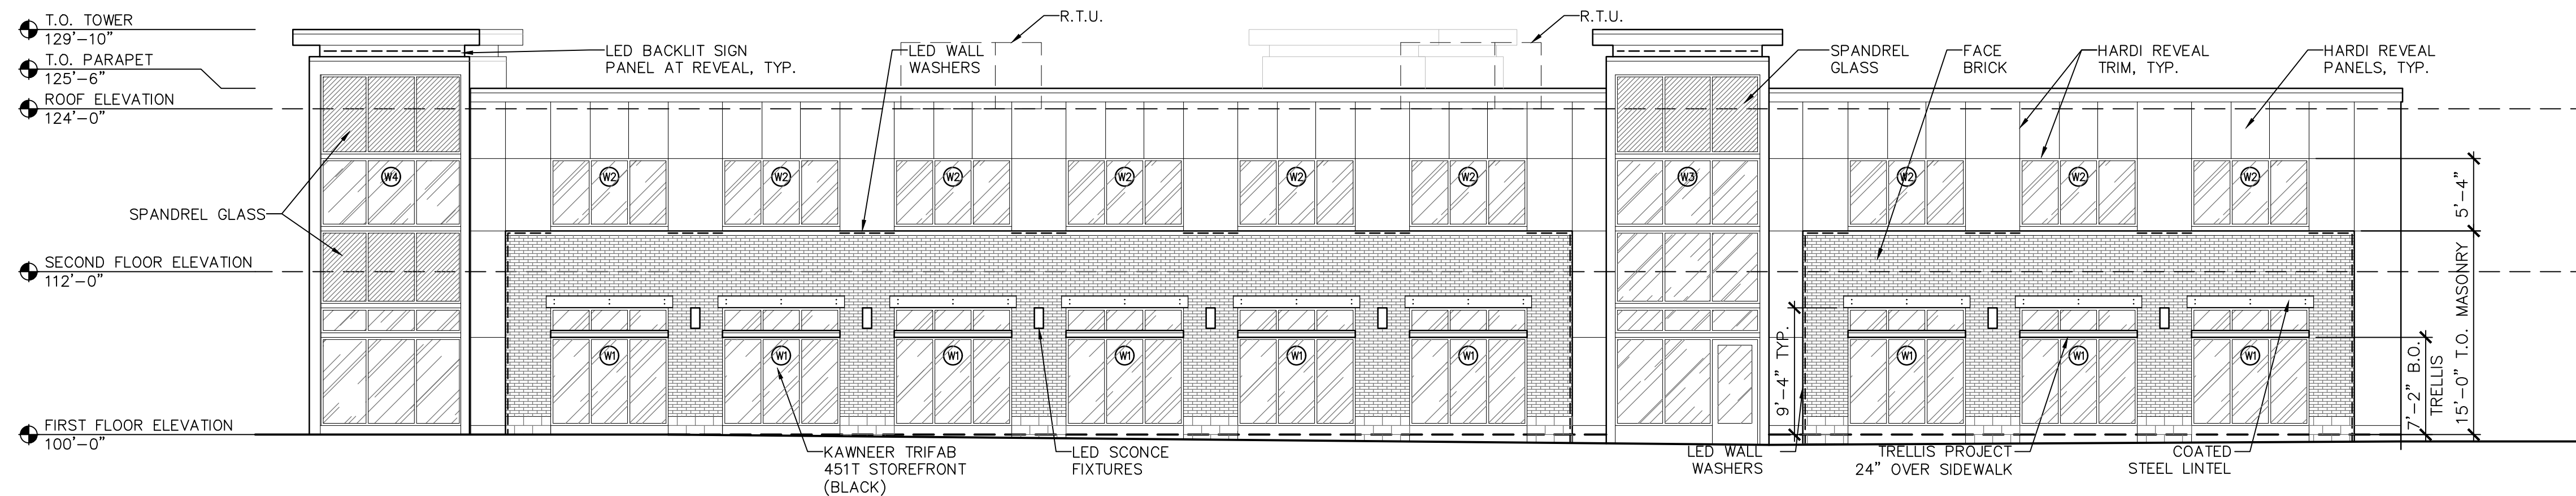 T.O. TOWER
129'-10"
T.O. PARAPET
125'-6"
ROOF ELEVATION
124'-0"
SPANDREL GLASS
SECOND FLOOR ELEVATION
112'-0"
FIRST FLOOR ELEVATION
100'-0"
LED BACKLIT SIGN
PANEL AT REVEAL, TYP.
LED WALL
WASHERS
R.T.U.
R.T.U.
SPANDREL
GLASS
FACE
BRICK
HARDI REVEAL
TRIM, TYP.
HARDI REVEAL
PANELS, TYP.
W4
W2
W2
W2
W2
W2
W2
W3
W2
W2
W2
W1
W1
W1
W1
W1
W1
W1
W1
W1
KAWNEER TRIFAB
451T STOREFRONT
(BLACK)
LED SCONCE
FIXTURES
LED WALL
WASHERS
TRELLIS PROJECT
24" OVER SIDEWALK
COATED
STEEL LINTEL
9'-4" TYP.
7'-2" B.O.
TRELLIS
15'-0" T.O. MASONRY
5'-4"